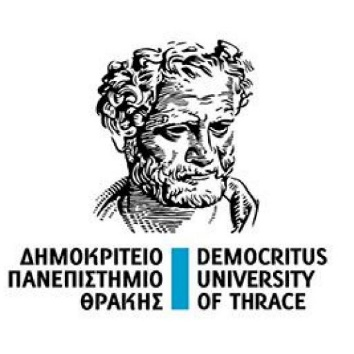 ΔΗΜΟΚΡΙΤΕΙΟ
ΠΑΝΕΠΙΣΤΗΜΙΟ
ΘΡΑΚΗΣ
DEMOCRITUS
UNIVERSITY
OF THRACE